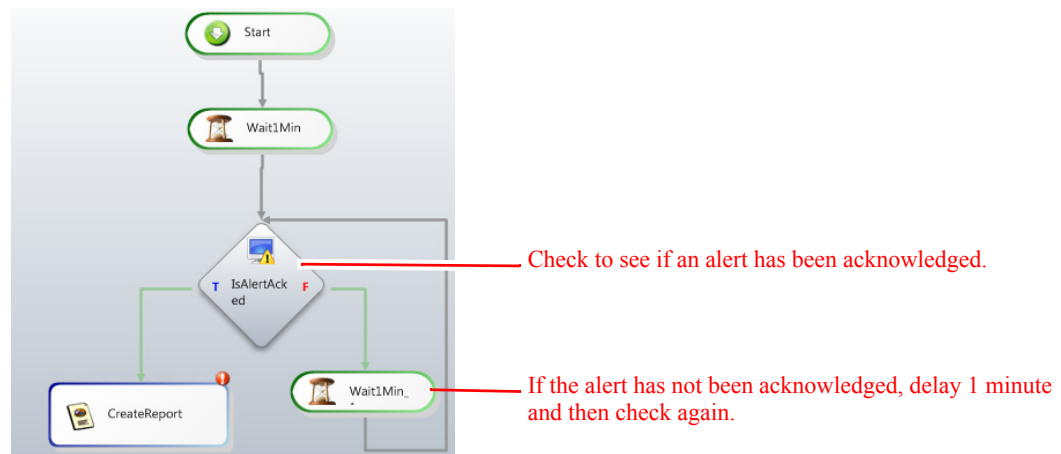 Start
Wait1Min
Check to see if an alert has been acknowledged.
T IsAlertAck F
ed
If the alert has not been acknowledged, delay 1 minute
and then check again.
Wait1Min_
CreateReport